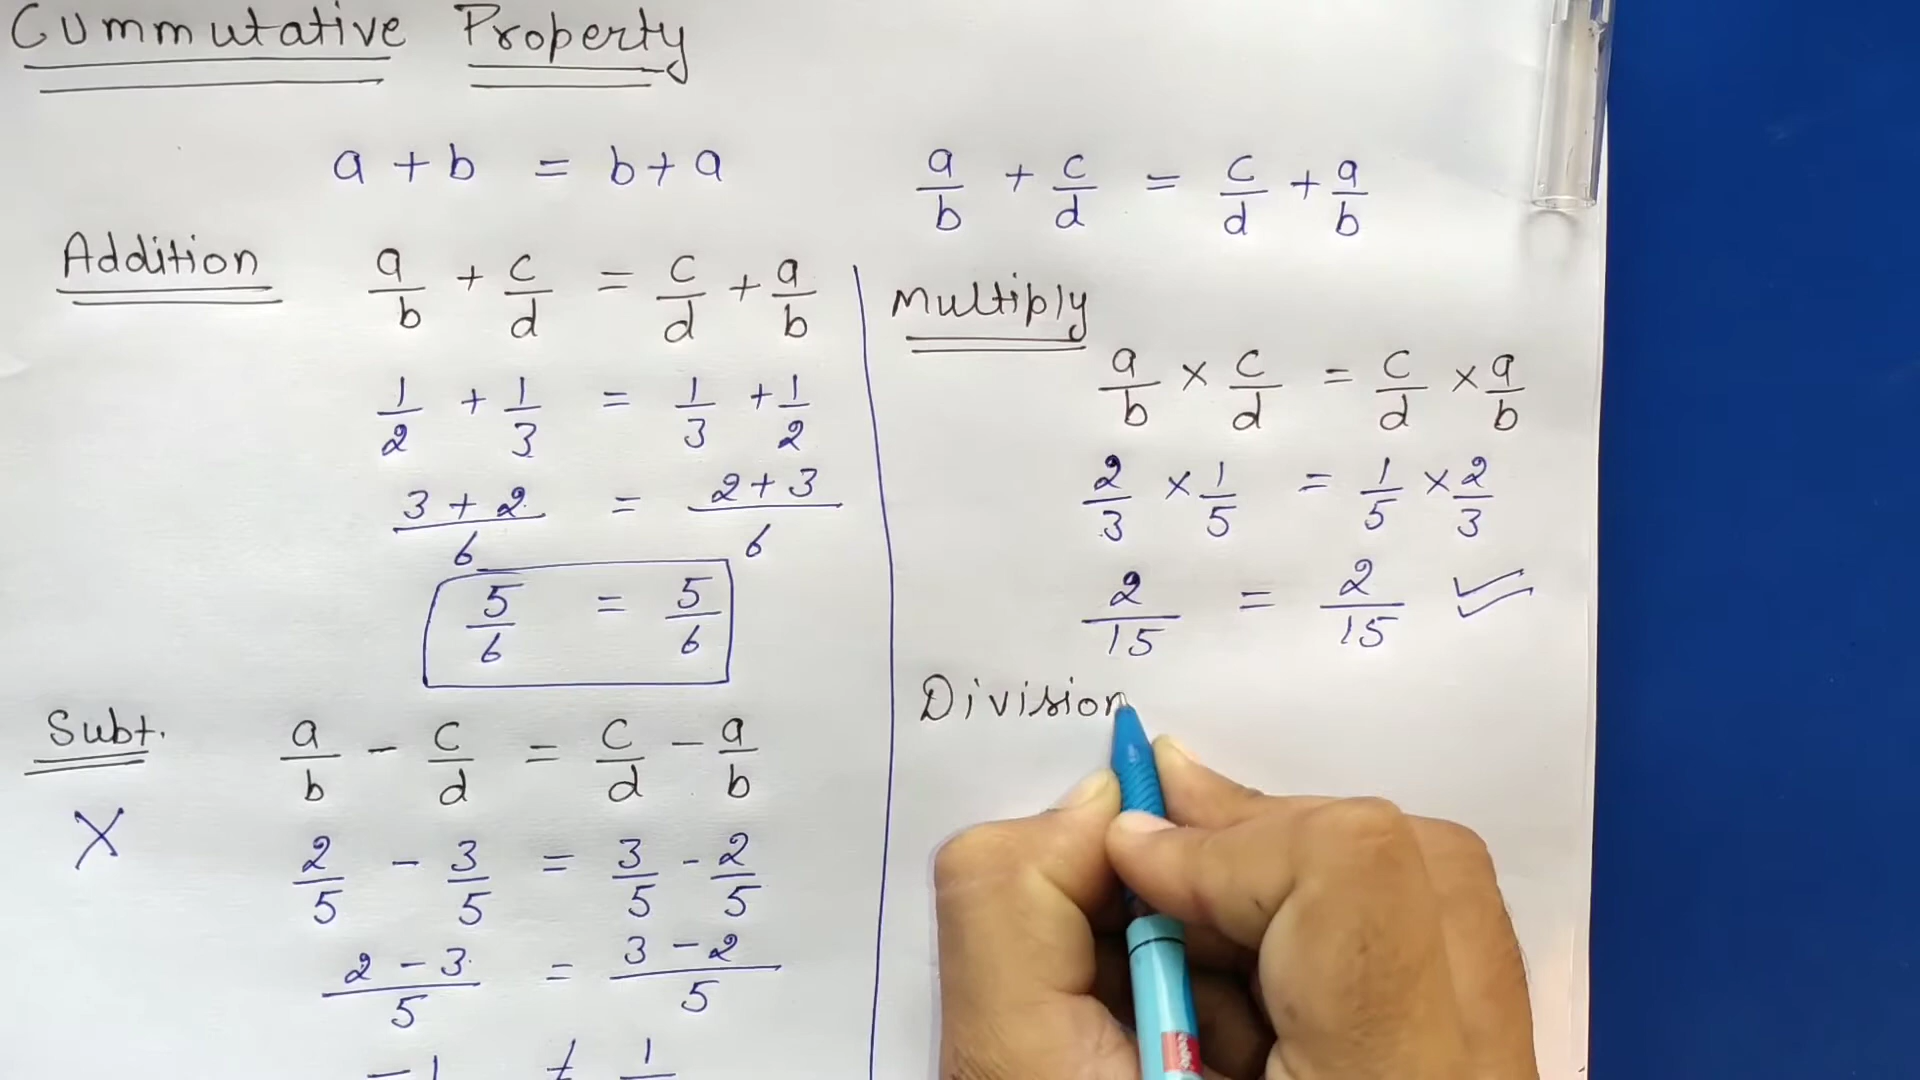 Cummutative Property
a + b = b + a
a/b + c/d = c/d + a/b
Addition
a/b + c/d = c/d + a/b
1/2 + 1/3 = 1/3 + 1/2
3 + 2/6 = 2 + 3/6
5/6 = 5/6
Subt.
X
a/b - c/d = c/d - a/b
2/5 - 3/5 = 3/5 - 2/5
2 - 3/5 = 3 - 2/5
-1 ≠ 1
Multiply
a/b × c/d = c/d × a/b
2/3 × 1/5 = 1/5 × 2/3
2/15 = 2/15
Division